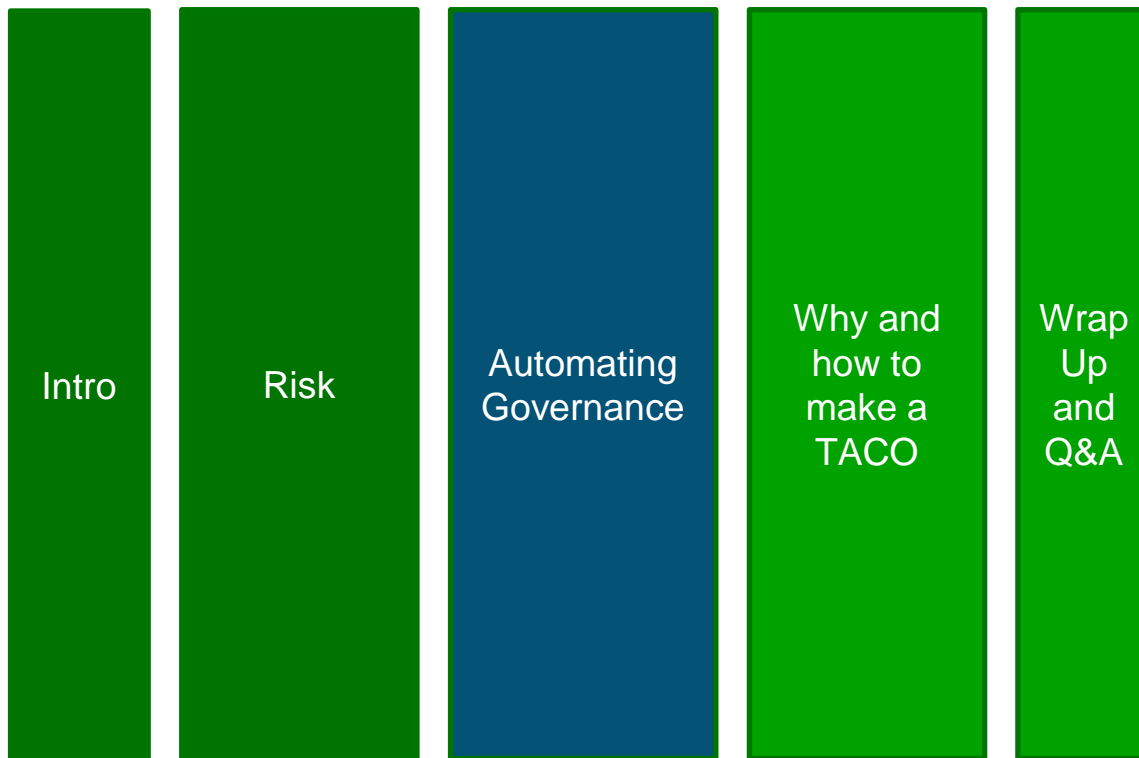 Intro
Risk
Automating
Governance
Why and
how to
make a
TACO
Wrap
Up
and
Q&A